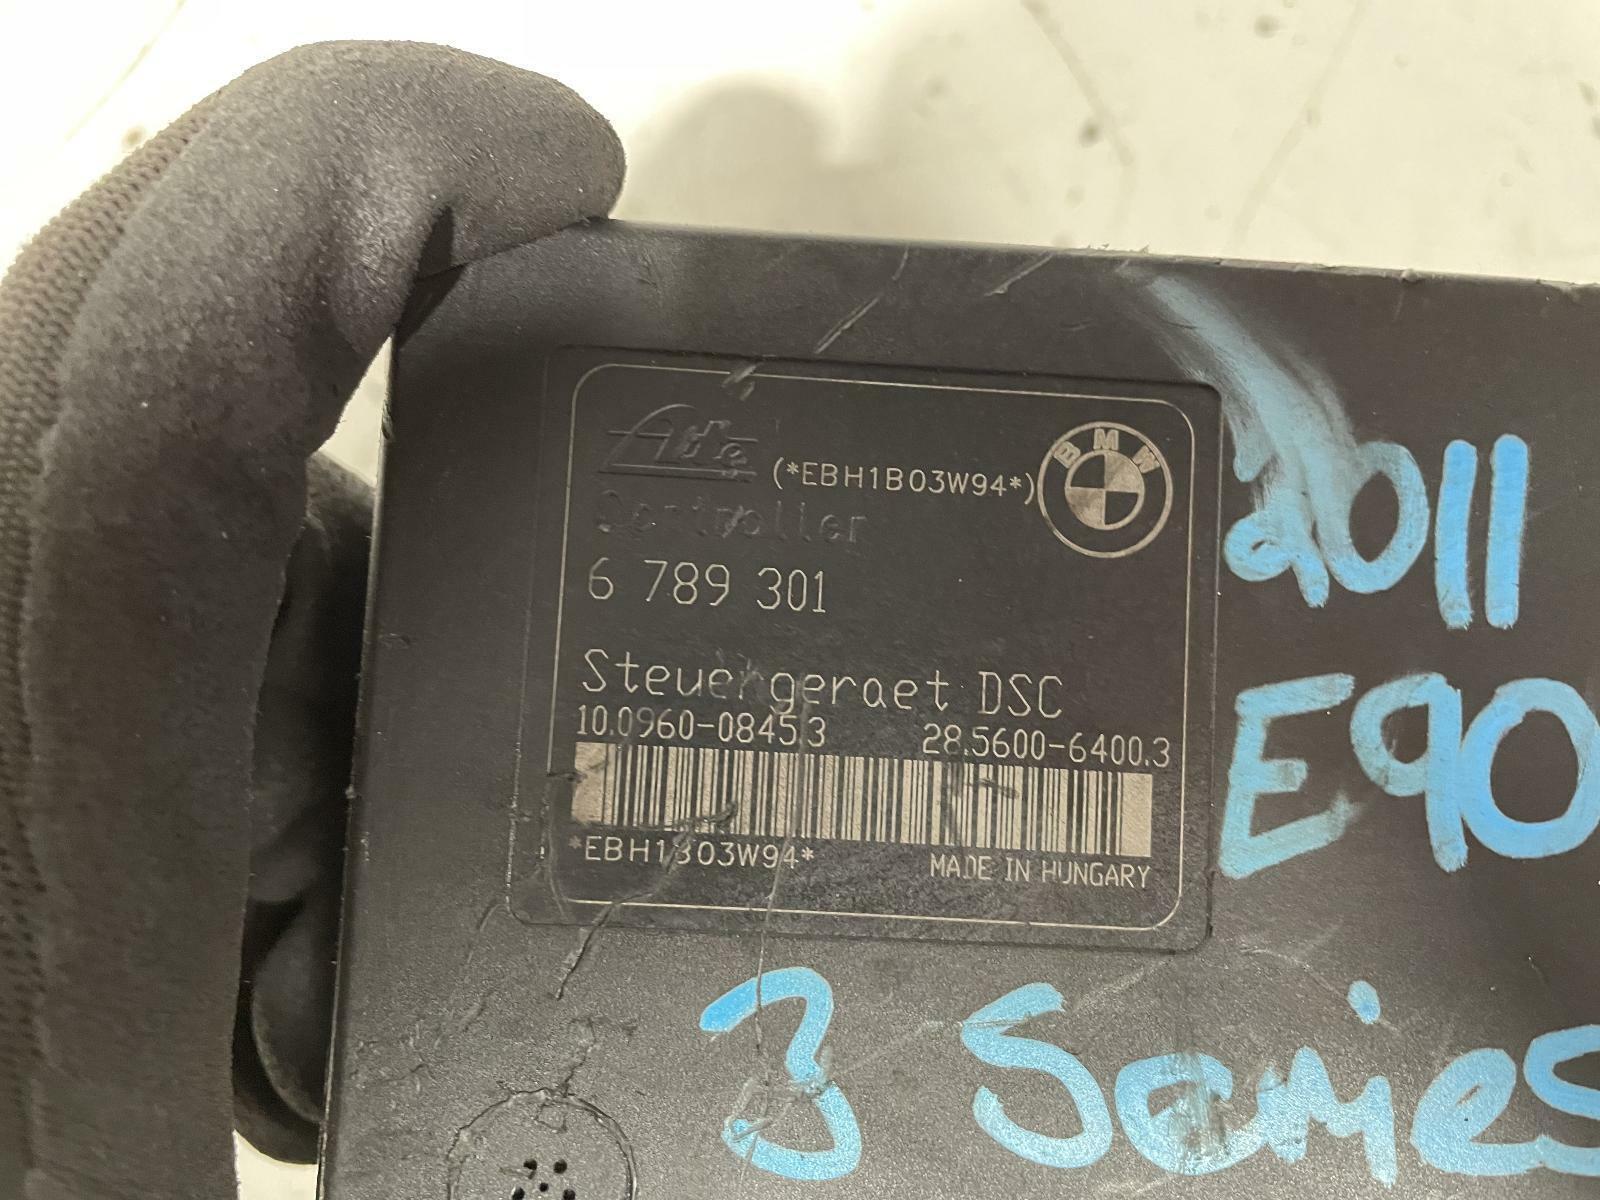 Ate (*EBH1B03W94*) BMW
Controller
6 789 301
Steuergeraet DSC
10.0960-0845.3 28.5600-6400.3
*EBH1B03W94* MADE IN HUNGARY
2011
E90
3 Series